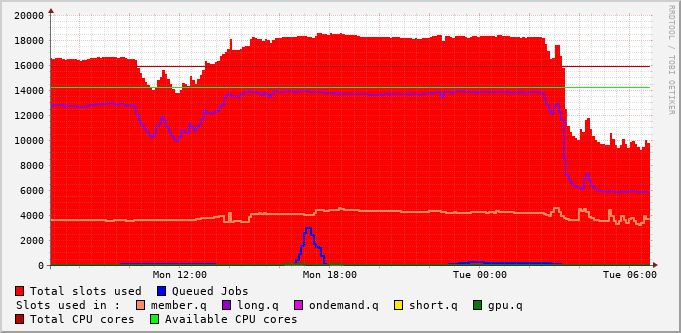 20000
18000
16000
14000
12000
10000
8000
6000
4000
2000
0
Mon 12:00 Mon 18:00 Tue 00:00 Tue 06:00
RRDTOOL / TOBI OETIKER
Total slots used Queued Jobs
Slots used in : member.q long.q ondemand.q short.q gpu.q
Total CPU cores Available CPU cores